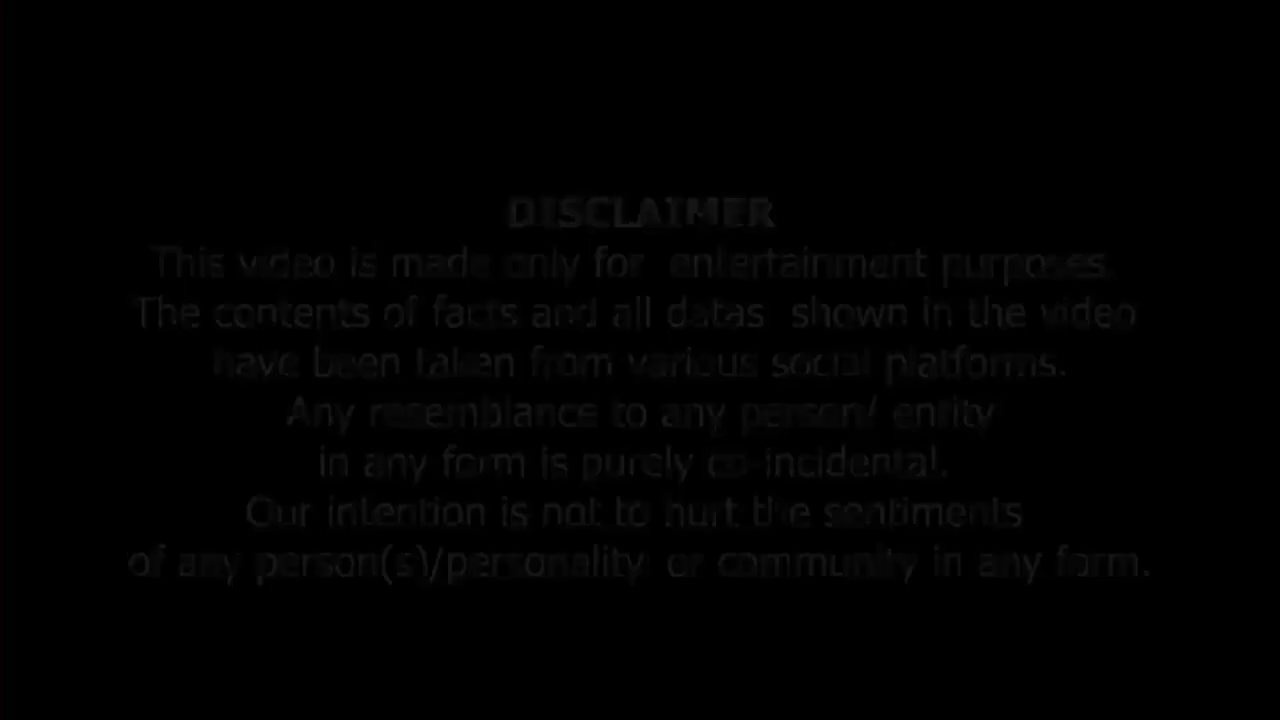 DISCLAIMER
This video is made only for entertainment purposes.
The contents of facts and all datas shown in the video
have been taken from various social platforms.
Any resemblance to any person/ entity
in any form is purely co-incidental.
Our intention is not to hurt the sentiments
of any person(s)/personality or community in any form.